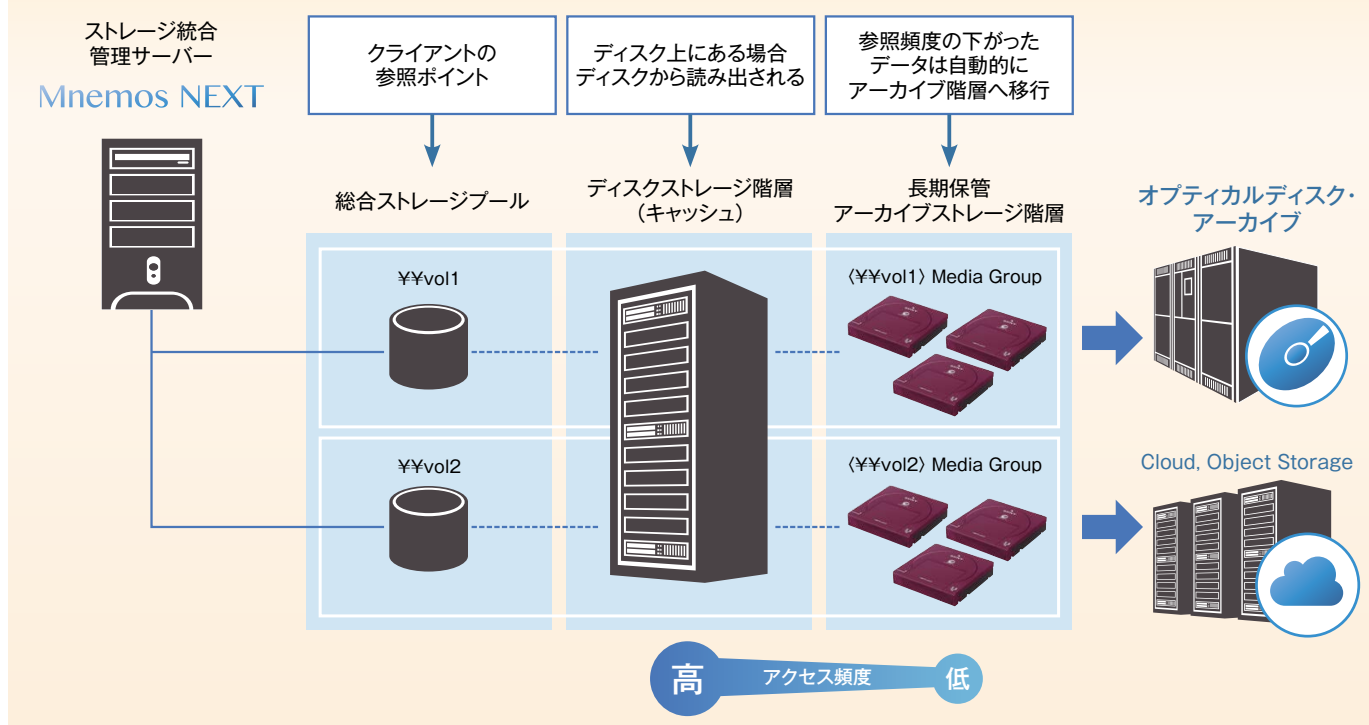 ストレージ統合
管理サーバー
Mnemos NEXT
クライアントの
参照ポイント
ディスク上にある場合
ディスクから読み出される
参照頻度の下がった
データは自動的に
アーカイブ階層へ移行
総合ストレージプール
ディスクストレージ階層
（キャッシュ）
長期保管
アーカイブストレージ階層
オプティカルディスク・
アーカイブ
¥¥vol1
〈¥¥vol1〉Media Group
¥¥vol2
〈¥¥vol2〉Media Group
Cloud, Object Storage
高
アクセス頻度
低